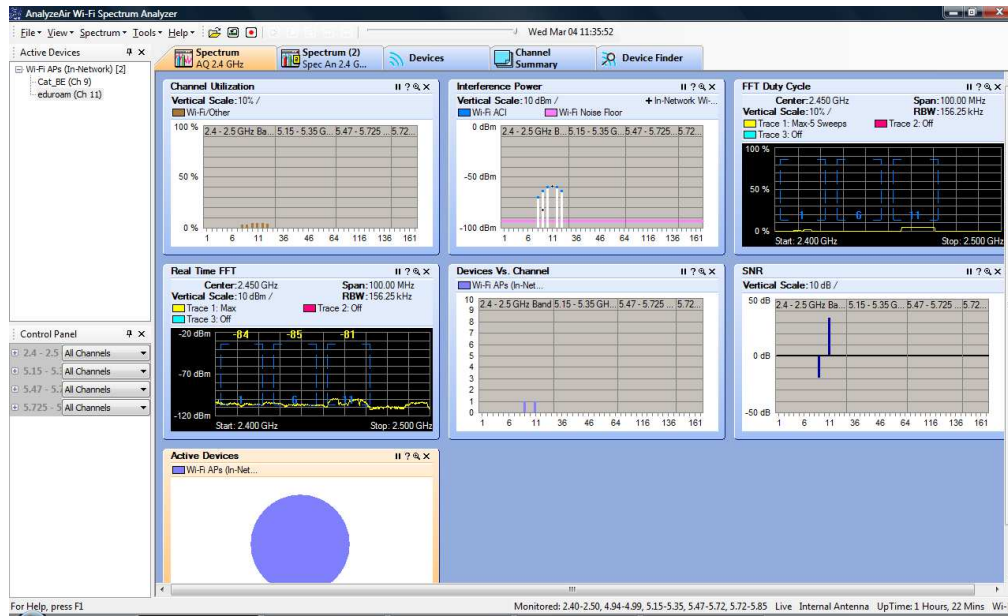 AnalyzeAir Wi-Fi Spectrum Analyzer
File View Spectrum Tools Help Wed Mar 04 11:35:52
Active Devices
Wi-Fi APs (In-Network) [2]
Cat_BE (Ch 9)
eduroam (Ch 11)
Spectrum
AQ 2.4 GHz
Spectrum (2)
Spec An 2.4 G...
Devices
Channel
Summary
Device Finder
Channel Utilization
Vertical Scale: 10% /
Wi-Fi/Other
100 %
50 %
0 %
2.4 - 2.5 GHz Ba... 5.15 - 5.35 G... 5.47 - 5.725 ... 5.72...
1 6 11 36 46 64 116 136 161
Interference Power
Vertical Scale: 10 dBm / + In-Network Wi-...
Wi-Fi ACI Wi-Fi Noise Floor
0 dBm
-50 dBm
-100 dBm
2.4 - 2.5 GHz B... 5.15 - 5.35 G... 5.47 - 5.725 ... 5.72...
1 6 11 36 46 64 116 136 161
FFT Duty Cycle
Center: 2.450 GHz Span: 100.00 MHz
Vertical Scale: 10% / RBW: 156.25 kHz
Trace 1: Max-5 Sweeps Trace 2: Off
Trace 3: Off
100 %
50 %
0 %
1 6 11
Start: 2.400 GHz Stop: 2.500 GHz
Real Time FFT
Center: 2.450 GHz Span: 100.00 MHz
Vertical Scale: 10 dBm / RBW: 156.25 kHz
Trace 1: Max Trace 2: Off
Trace 3: Off
-20 dBm -84 -85 -81
-70 dBm
-120 dBm
1 6 11
Start: 2.400 GHz Stop: 2.500 GHz
Devices Vs. Channel
Wi-Fi APs (In-Net...
10
9
8
7
6
5
4
3
2
1
0
2.4 - 2.5 GHz Band 5.15 - 5.35 GH... 5.47 - 5.725 ... 5.72...
1 6 11 36 46 64 116 136 161
SNR
Vertical Scale: 10 dB /
50 dB
0 dB
-50 dB
2.4 - 2.5 GHz Ba... 5.15 - 5.35 G... 5.47 - 5.725 ... 5.72...
1 6 11 36 46 64 116 136 161
Control Panel
2.4 - 2.5 All Channels
5.15 - 5.3 All Channels
5.47 - 5.7 All Channels
5.725 - 5 All Channels
Active Devices
Wi-Fi APs (In-Net...
For Help, press F1
Monitored: 2.40-2.50, 4.94-4.99, 5.15-5.35, 5.47-5.72, 5.72-5.85 Live Internal Antenna UpTime: 1 Hours, 22 Mins Wi-